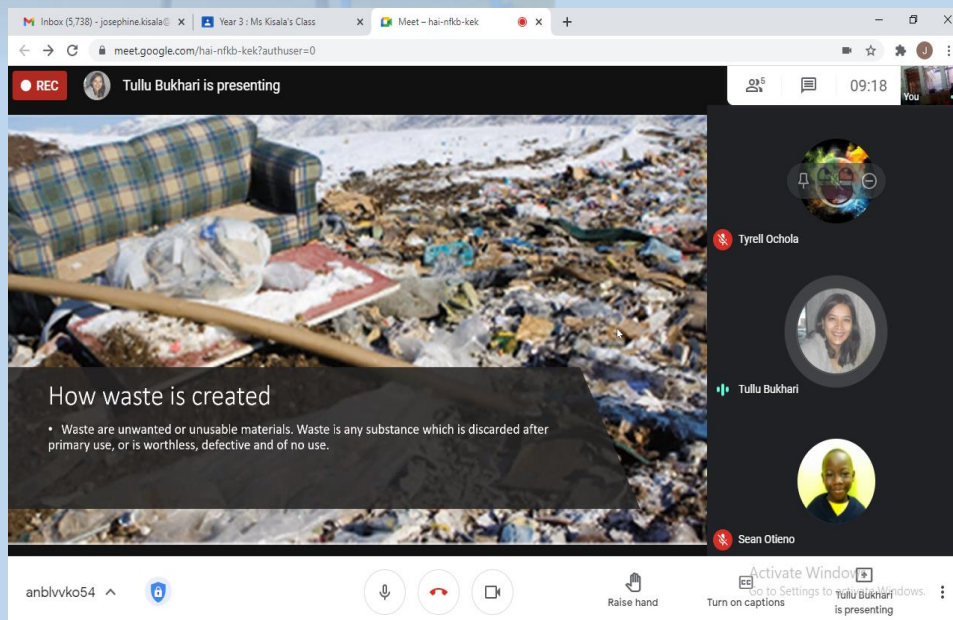 Inbox (5,738) - josephine.kisala@
Year 3 : Ms Kisala's Class
Meet – hai-nfkb-kek
meet.google.com/hai-nfkb-kek?authuser=0
J
REC
Tullu Bukhari is presenting
5
09:18
You
Tyrell Ochola
Tullu Bukhari
Sean Otieno
How waste is created
• Waste are unwanted or unusable materials. Waste is any substance which is discarded after
primary use, or is worthless, defective and of no use.
anblvvko54
Raise hand
CC
Turn on captions
Tullu Bukhari
is presenting
Activate Windows
Go to Settings to activate Windows.